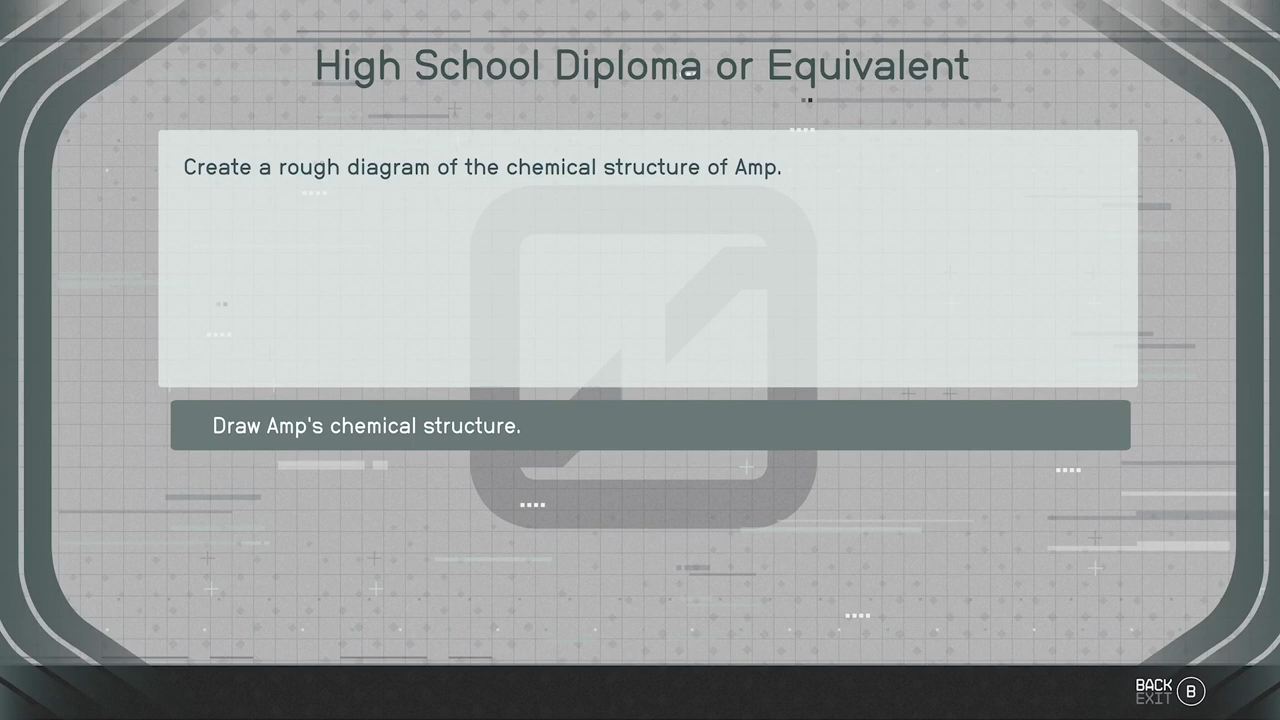 High School Diploma or Equivalent
Create a rough diagram of the chemical structure of Amp.
Draw Amp's chemical structure.
BACK
EXIT
B